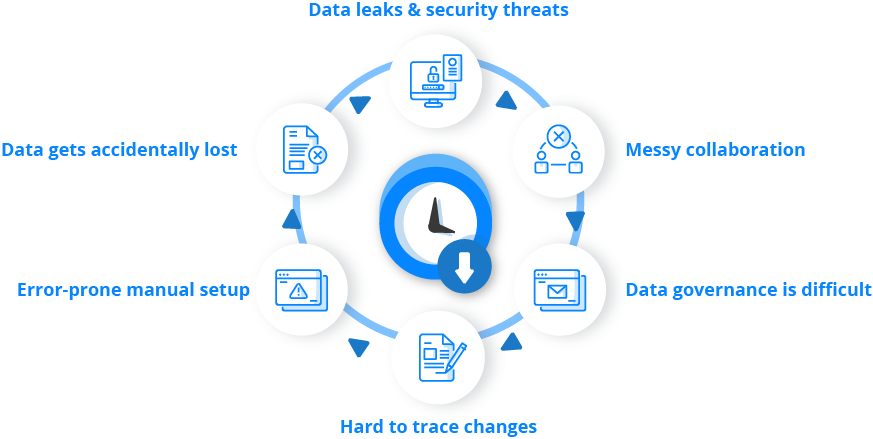 Data leaks & security threats
Data gets accidentally lost
Messy collaboration
Error-prone manual setup
Data governance is difficult
Hard to trace changes